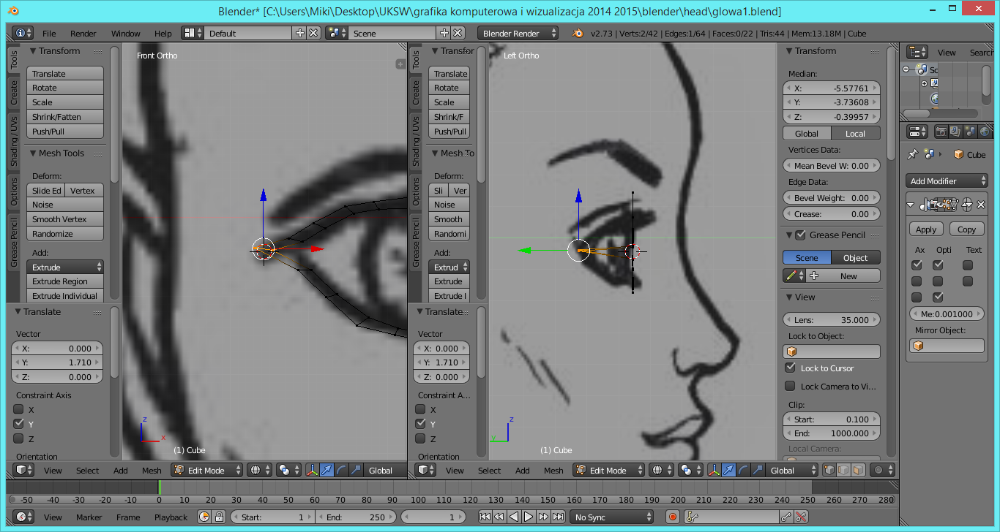 Blender* [C:\Users\Miki\Desktop\UKSW\grafika komputerowa i wizualizacja 2014 2015\blender\head\glowa1.blend]
File Render Window Help Default Scene Blender Render v2.73 | Verts:2/42 | Edges:1/64 | Faces:0/22 | Tris:44 | Mem:13.18M | Cube
Tools
Create
Shading / UVs
Options
Grease Pencil
Transform
Translate
Rotate
Scale
Shrink/Fatten
Push/Pull
Mesh Tools
Deform:
Slide Ed Vertex
Noise
Smooth Vertex
Randomize
Add:
Extrude
Extrude Region
Extrude Individual
Translate
Vector
X: 0.000
Y: 1.710
Z: 0.000
Constraint Axis
X
Y
Z
Orientation
Front Ortho
z
x
(1) Cube
View Select Add Mesh Edit Mode Global
Tools
Create
Shading / UVs
Options
Grease Pencil
Transfor
Translate
Rotate
Scale
Shrink/F
Push/Pull
Mesh To
Deform:
Sli Ver
Noise
Smooth
Randomi
Add:
Extrud
Extrude
Extrude I
Translate
Vector
X: 0.000
Y: 1.710
Z: 0.000
Constraint A...
X
Y
Z
Orientation
Left Ortho
z
y
(1) Cube
View Select Add Mesh Edit Mode Global
Transform
Median:
X: -5.57761
Y: -3.73608
Z: -0.39957
Global Local
Vertices Data:
Mean Bevel W: 0.00
Edge Data:
Bevel Weight: 0.00
Crease: 0.00
Grease Pencil
Scene Object
New
View
Lens: 35.000
Lock to Object:
Lock to Cursor
Lock Camera to Vi...
Clip:
Start: 0.100
End: 1000.000
Local Camera:
View Searc
Sc
Cube
Add Modifier
Apply Copy
Ax Opti Text
Me:0.001000
Mirror Object:
-50 -40 -30 -20 -10 0 10 20 30 40 50 60 70 80 90 100 110 120 130 140 150 160 170 180 190 200 210 220 230 240 250 260 270 280
View Marker Frame Playback Start: 1 End: 250 1 No Sync